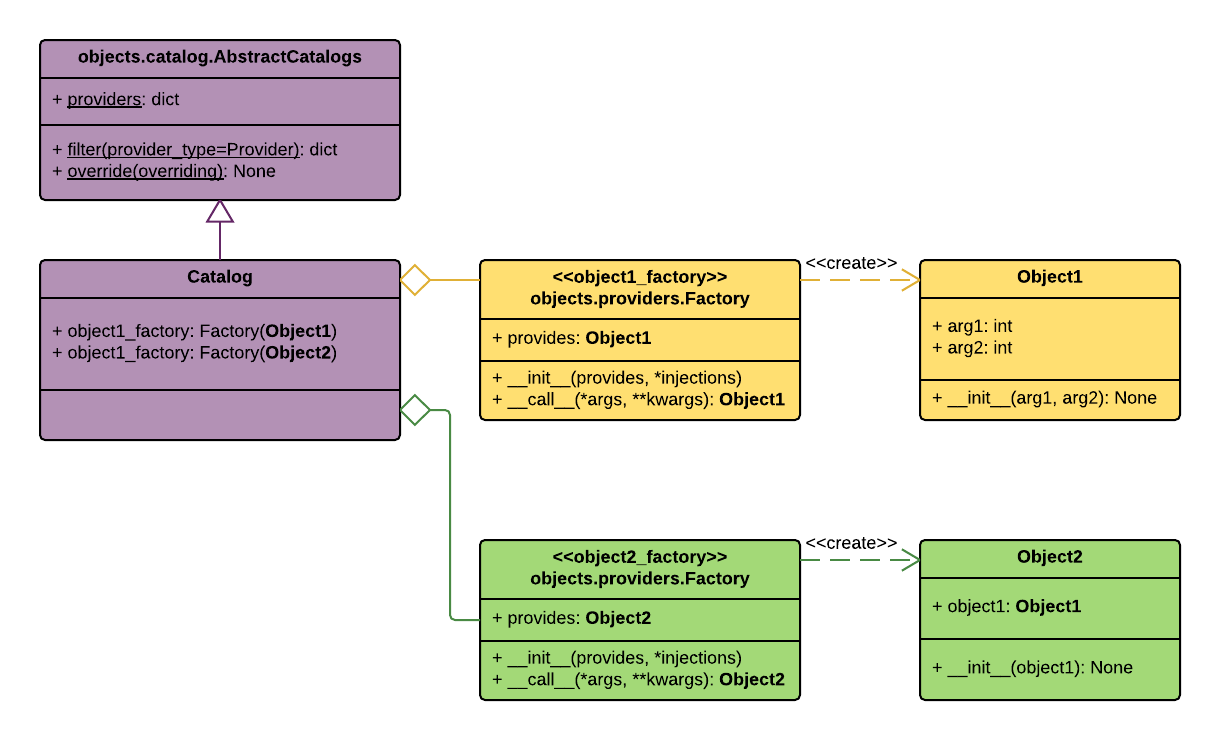 objects.catalog.AbstractCatalogs
+ providers: dict
+ filter(provider_type=Provider): dict
+ override(overriding): None
Catalog
+ object1_factory: Factory(Object1)
+ object1_factory: Factory(Object2)
<<object1_factory>>
objects.providers.Factory
+ provides: Object1
+ __init__(provides, *injections)
+ __call__(*args, **kwargs): Object1
<<create>>
Object1
+ arg1: int
+ arg2: int
+ __init__(arg1, arg2): None
<<object2_factory>>
objects.providers.Factory
+ provides: Object2
+ __init__(provides, *injections)
+ __call__(*args, **kwargs): Object2
<<create>>
Object2
+ object1: Object1
+ __init__(object1): None